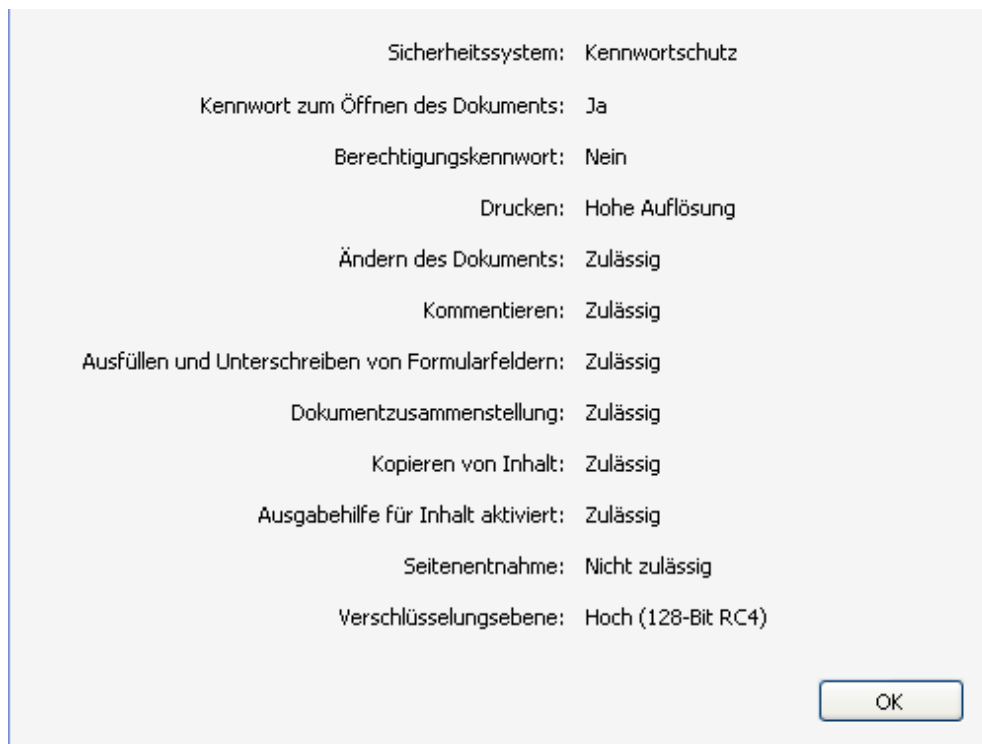 Sicherheitssystem: Kennwortschutz
Kennwort zum Öffnen des Dokuments: Ja
Berechtigungskennwort: Nein
Drucken: Hohe Auflösung
Ändern des Dokuments: Zulässig
Kommentieren: Zulässig
Ausfüllen und Unterschreiben von Formularfeldern: Zulässig
Dokumentzusammenstellung: Zulässig
Kopieren von Inhalt: Zulässig
Ausgabehilfe für Inhalt aktiviert: Zulässig
Seitenentnahme: Nicht zulässig
Verschlüsselungsebene: Hoch (128-Bit RC4)
OK